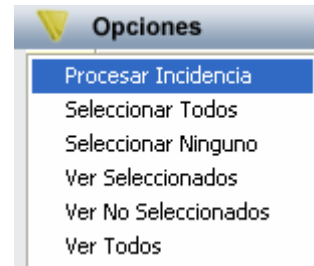 Opciones
Procesar Incidencia
Seleccionar Todos
Seleccionar Ninguno
Ver Seleccionados
Ver No Seleccionados
Ver Todos